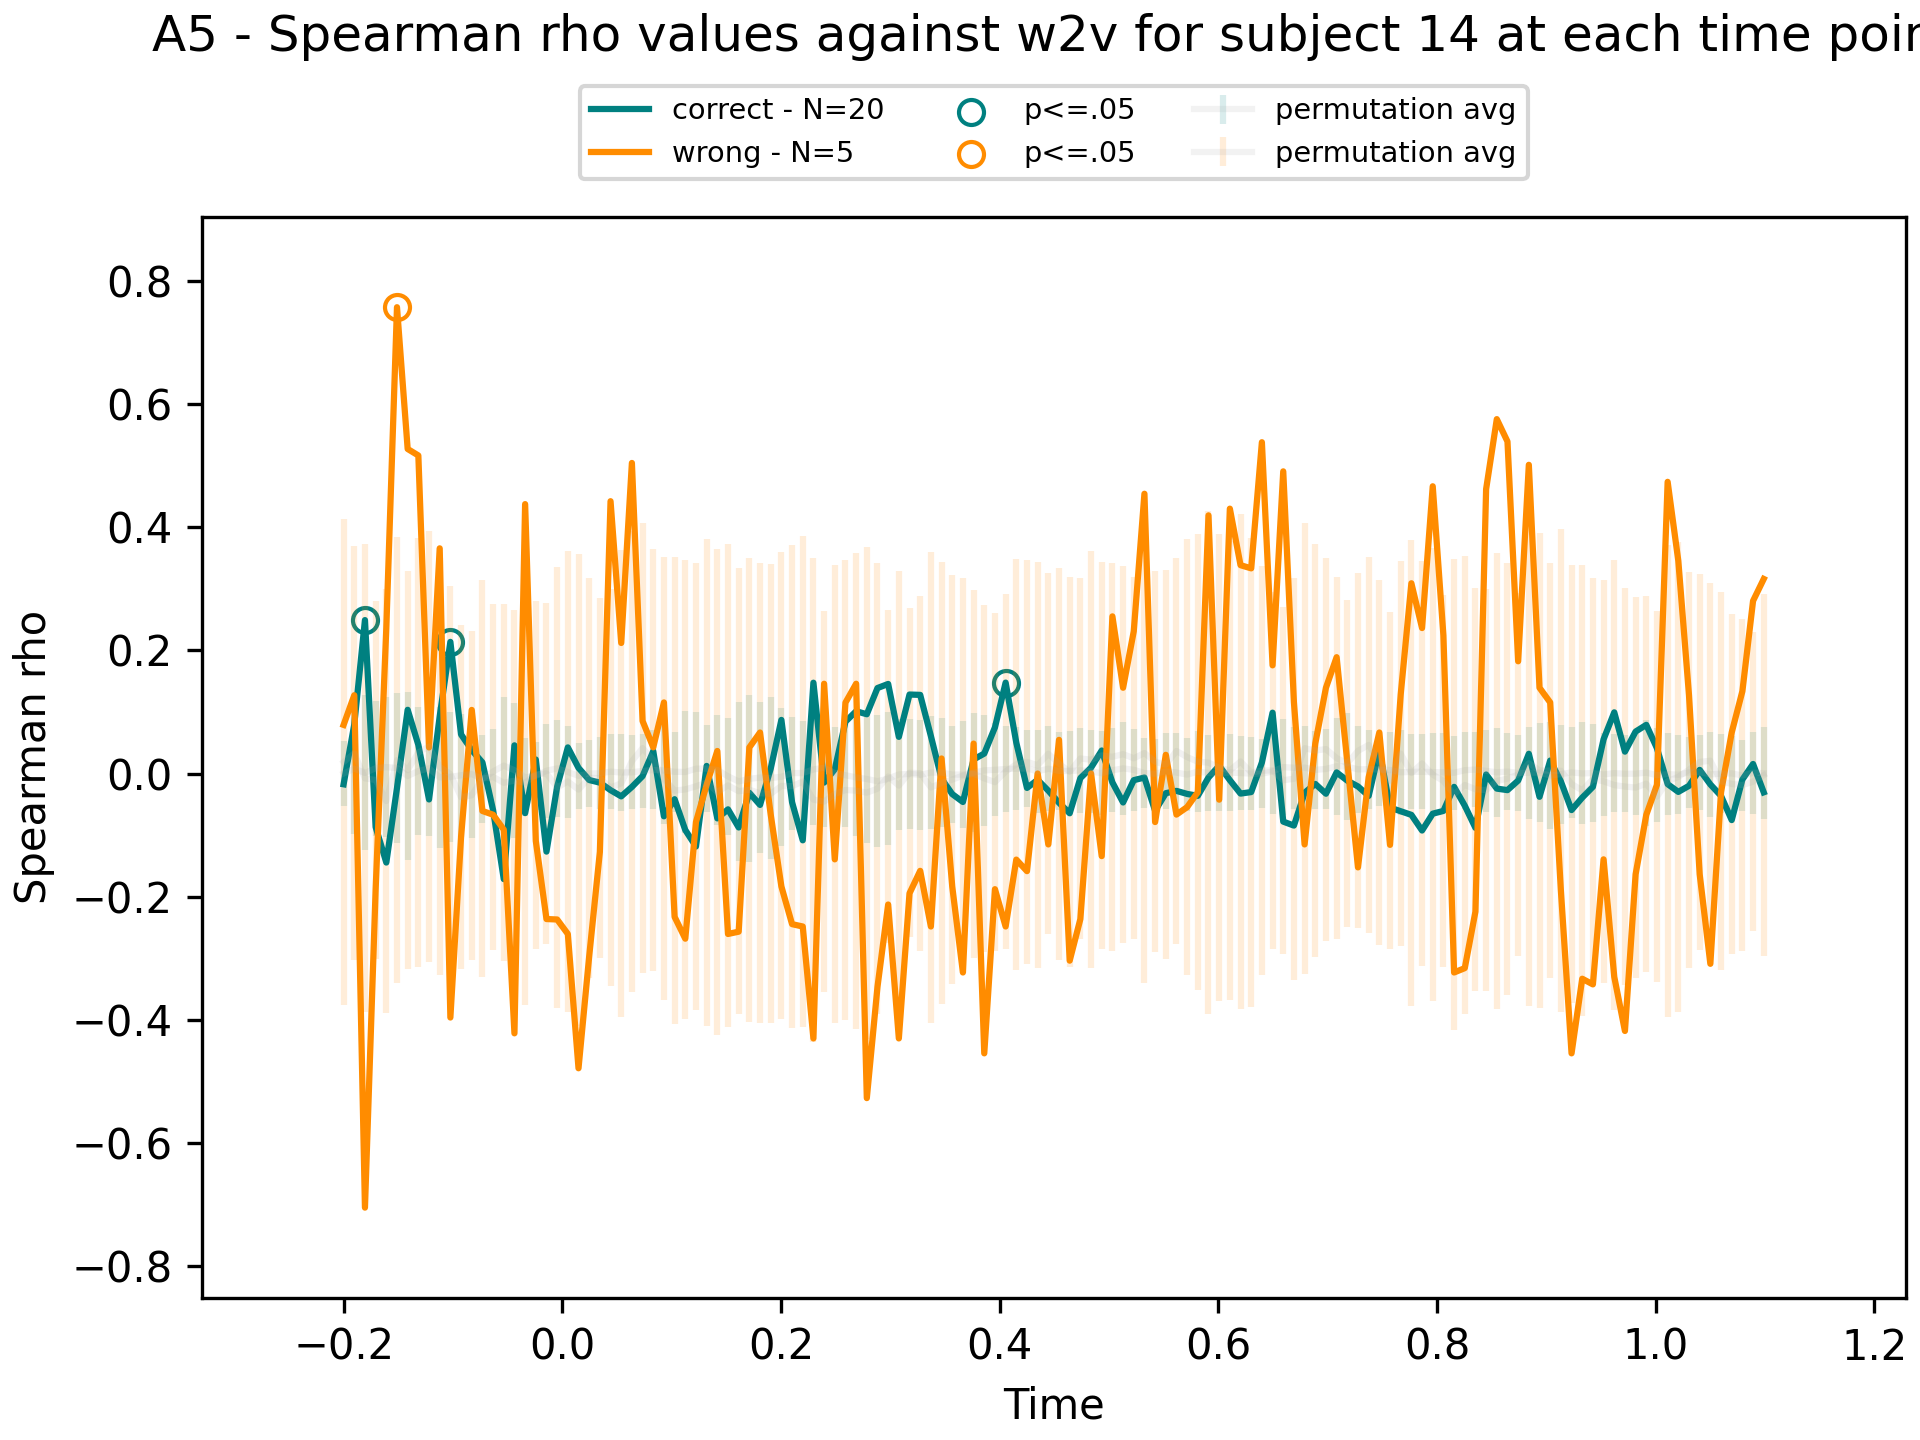 A5 - Spearman rho values against w2v for subject 14 at each time
correct - N=20 p<=.05 permutation avg
wrong - N=5 p<=.05 permutation avg
Spearman rho
0.8
0.6
0.4
0.2
0.0
−0.2
−0.4
−0.6
−0.8
−0.2 0.0 0.2 0.4 0.6 0.8 1.0 1.2
Time